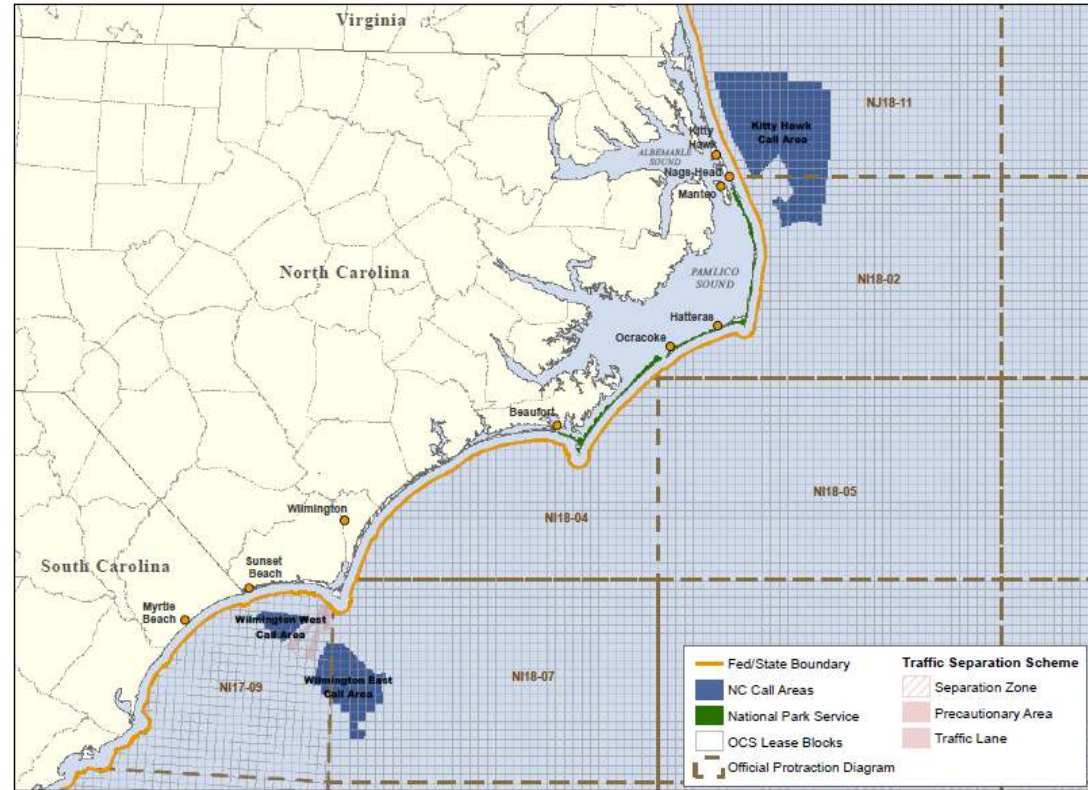 Virginia
NJ18-11
Kitty Hawk
Call Area
Kitty
Hawk
ALBEMARLE
SOUND
Nags Head
Manteo
North Carolina
PAMLICO
SOUND
NI18-02
Hatteras
Ocracoke
Beaufort
NI18-05
Wilmington
NI18-04
South Carolina
Sunset
Beach
Myrtle
Beach
Wilmington West
Call Area
NI17-09
Wilmington East
Call Area
NI18-07
Fed/State Boundary
NC Call Areas
National Park Service
OCS Lease Blocks
Official Protraction Diagram
Traffic Separation Scheme
Separation Zone
Precautionary Area
Traffic Lane